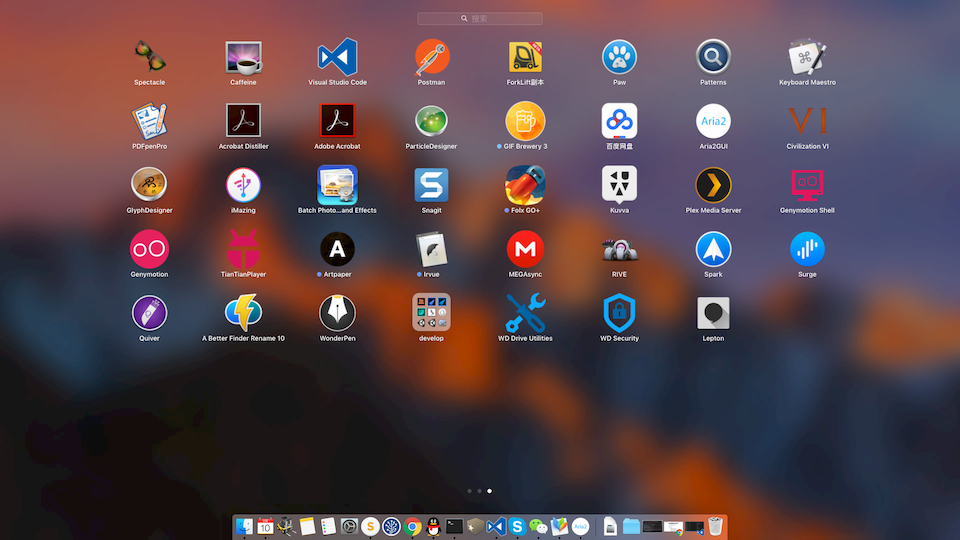 搜索
Spectacle
Caffeine
Visual Studio Code
Postman
ForkLift副本
Paw
Patterns
Keyboard Maestro
PDFpenPro
Acrobat Distiller
Adobe Acrobat
ParticleDesigner
GIF Brewery 3
百度网盘
Aria2
Aria2GUI
VI
Civilization VI
GlyphDesigner
iMazing
Batch Photo...and Effects
S
Snagit
Folx GO+
Kuvva
Plex Media Server
Genymotion Shell
Genymotion
TianTianPlayer
A
Artpaper
Irvue
M
MEGAsync
RIVE
Spark
Surge
Quiver
A Better Finder Rename 10
WonderPen
develop
WD Drive Utilities
WD Security
Lepton
10
S
S
Aria2